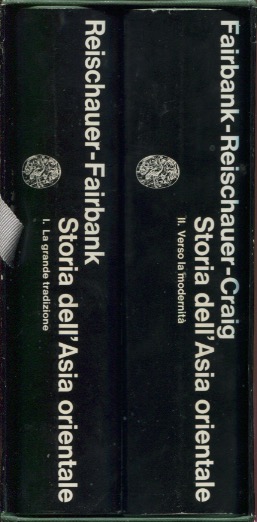 Reischauer-Fairbank
Storia dell'Asia orientale
I. La grande tradizione
Fairbank-Reischauer-Craig
Storia dell'Asia orientale
II. Verso la modernità